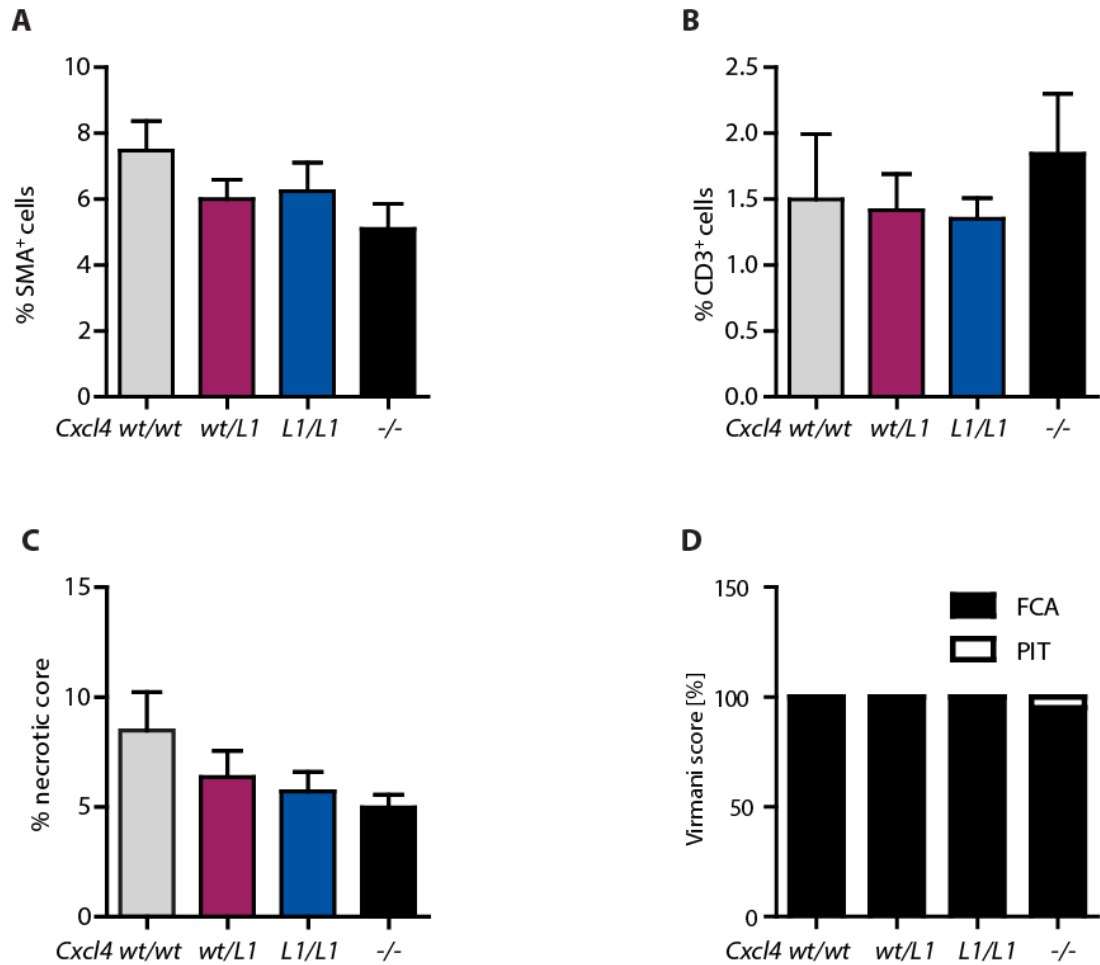 A
% SMA⁺ cells
10
8
6
4
2
0
Cxcl4 wt/wt wt/L1 L1/L1 -/-
B
% CD3⁺ cells
2.5
2.0
1.5
1.0
0.5
0.0
Cxcl4 wt/wt wt/L1 L1/L1 -/-
C
% necrotic core
15
10
5
0
Cxcl4 wt/wt wt/L1 L1/L1 -/-
D
Virmani score [%]
150
100
50
0
FCA
PIT
Cxcl4 wt/wt wt/L1 L1/L1 -/-